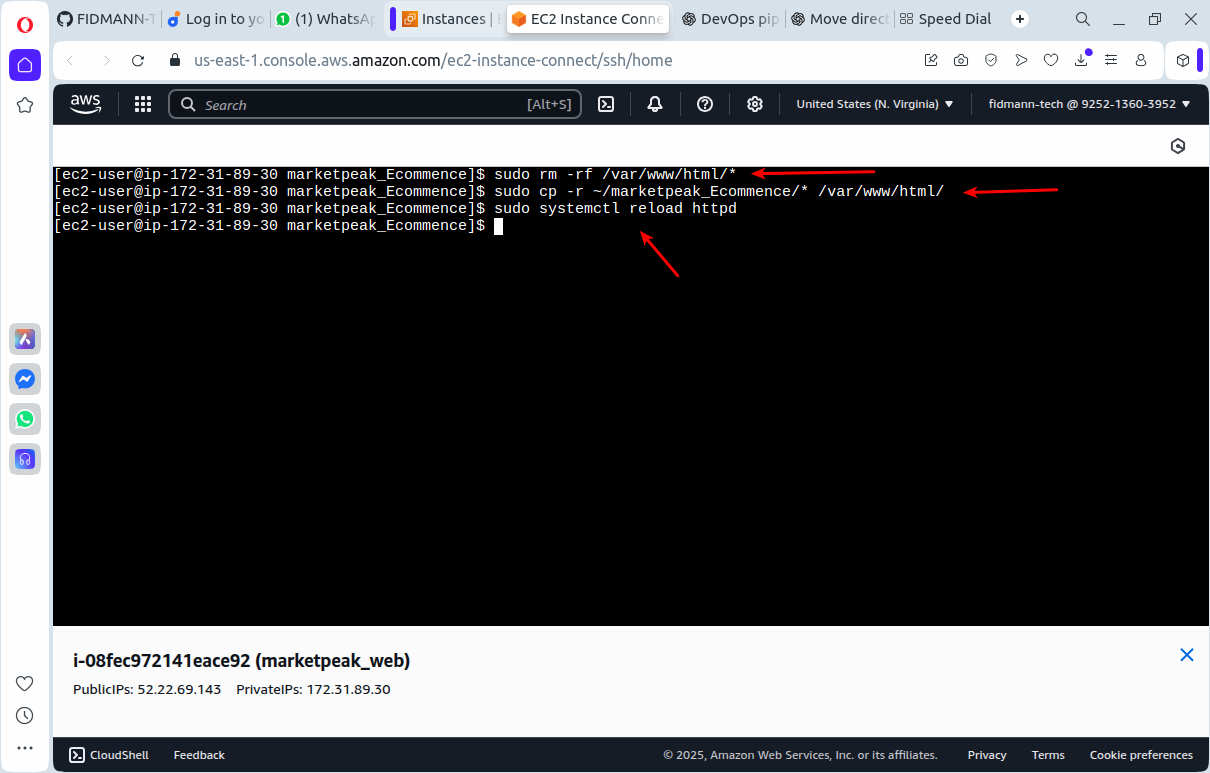 FIDMANN-T
Log in to yo
1
(1) WhatsAp
Instances | E
EC2 Instance Conne
DevOps pip
Move direct
Speed Dial
us-east-1.console.aws.amazon.com/ec2-instance-connect/ssh/home
aws
Search
[Alt+S]
United States (N. Virginia)
fidmann-tech @ 9252-1360-3952
[ec2-user@ip-172-31-89-30 marketpeak_Ecommence]$ sudo rm -rf /var/www/html/*
[ec2-user@ip-172-31-89-30 marketpeak_Ecommence]$ sudo cp -r ~/marketpeak_Ecommence/* /var/www/html/
[ec2-user@ip-172-31-89-30 marketpeak_Ecommence]$ sudo systemctl reload httpd
[ec2-user@ip-172-31-89-30 marketpeak_Ecommence]$
i-08fec972141eace92 (marketpeak_web)
PublicIPs: 52.22.69.143 PrivateIPs: 172.31.89.30
CloudShell
Feedback
© 2025, Amazon Web Services, Inc. or its affiliates.
Privacy
Terms
Cookie preferences